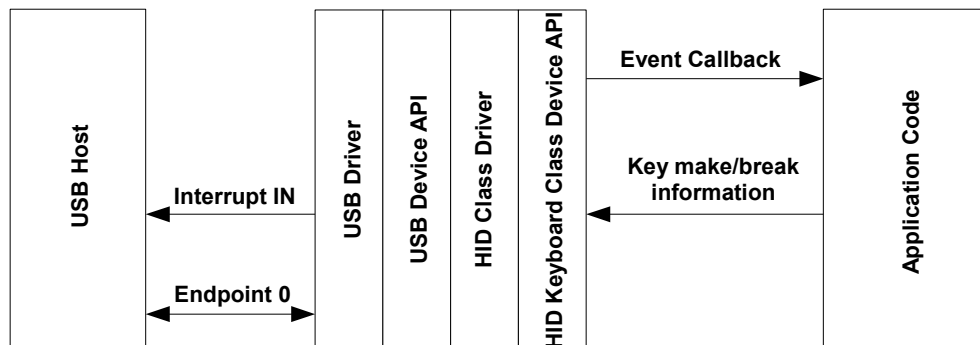 USB Host
Interrupt IN
Endpoint 0
USB Driver
USB Device API
HID Class Driver
HID Keyboard Class Device API
Event Callback
Key make/break
information
Application Code